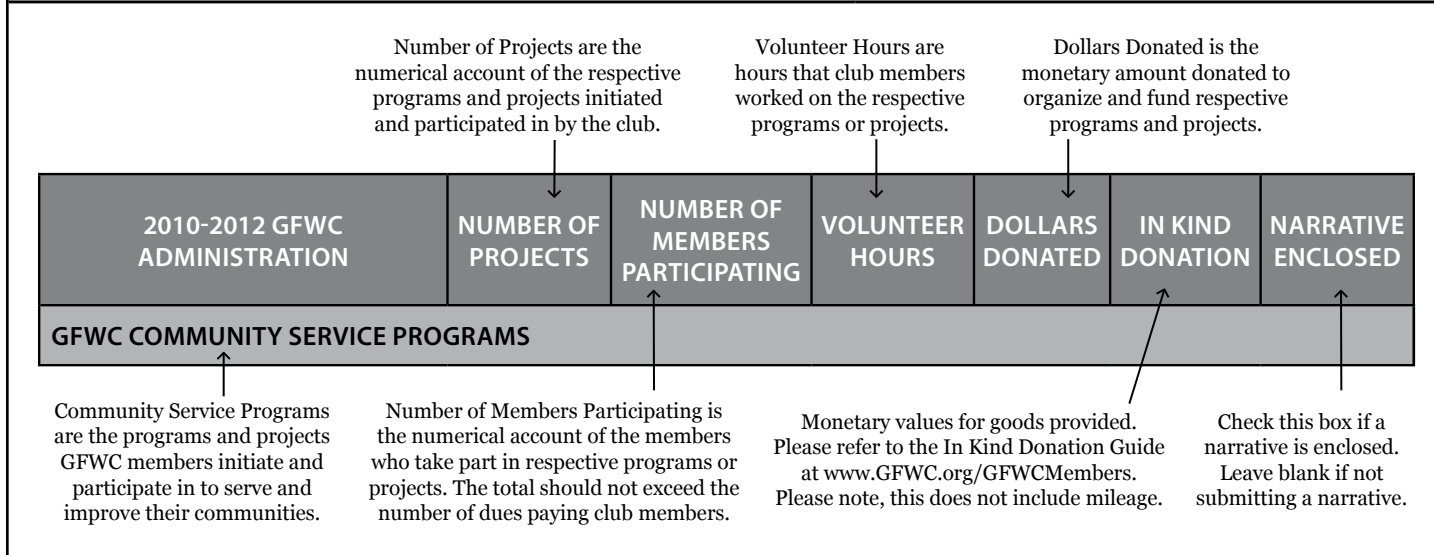 Number of Projects are the
numerical account of the respective
programs and projects initiated
and participated in by the club.
Volunteer Hours are
hours that club members
worked on the respective
programs or projects.
Dollars Donated is the
monetary amount donated to
organize and fund respective
programs and projects.
2010-2012 GFWC
ADMINISTRATION
NUMBER OF
PROJECTS
NUMBER OF
MEMBERS
PARTICIPATING
VOLUNTEER
HOURS
DOLLARS
DONATED
IN KIND
DONATION
NARRATIVE
ENCLOSED
GFWC COMMUNITY SERVICE PROGRAMS
Community Service Programs
are the programs and projects
GFWC members initiate and
participate in to serve and
improve their communities.
Number of Members Participating is
the numerical account of the members
who take part in respective programs or
projects. The total should not exceed the
number of dues paying club members.
Monetary values for goods provided.
Please refer to the In Kind Donation Guide
at www.GFWC.org/GFWCMembers.
Please note, this does not include mileage.
Check this box if a
narrative is enclosed.
Leave blank if not
submitting a narrative.